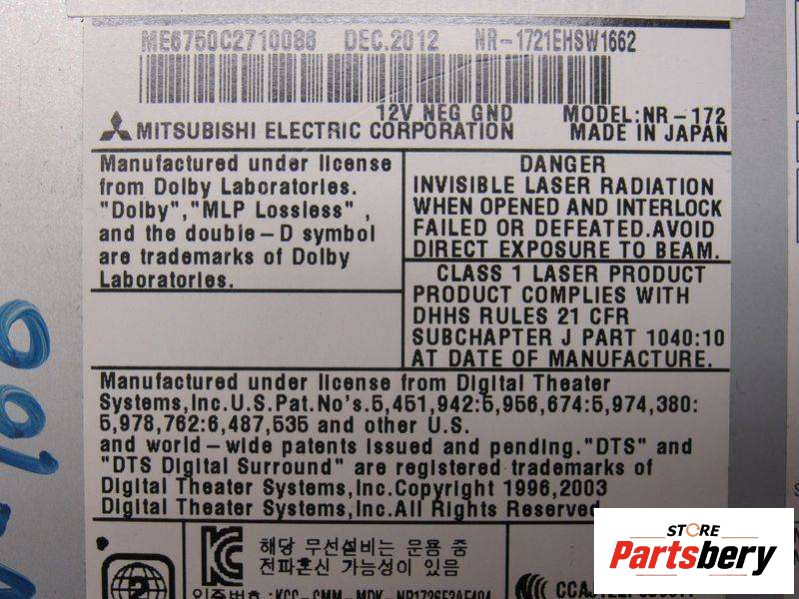 ME6750C2710086 DEC.2012 NR-1721EHSW1662
12V NEG GND MODEL:NR-172
MITSUBISHI ELECTRIC CORPORATION MADE IN JAPAN
Manufactured under license
from Dolby Laboratories.
"Dolby","MLP Lossless",
and the double-D symbol
are trademarks of Dolby
Laboratories.
DANGER
INVISIBLE LASER RADIATION
WHEN OPENED AND INTERLOCK
FAILED OR DEFEATED.AVOID
DIRECT EXPOSURE TO BEAM.
CLASS 1 LASER PRODUCT
PRODUCT COMPLIES WITH
DHHS RULES 21 CFR
SUBCHAPTER J PART 1040:10
AT DATE OF MANUFACTURE.
Manufactured under license from Digital Theater
Systems,Inc.U.S.Pat.No's.5,451,942:5,956,674:5,974,380:
5,978,762:6,487,535 and other U.S.
and world-wide patents issued and pending."DTS" and
"DTS Digital Surround" are registered trademarks of
Digital Theater Systems,Inc.Copyright 1996,2003
Digital Theater Systems,Inc.All Rights Reserved
해당 무선설비는 운용 중
전파혼신 가능성이 있음
인증번호:
STORE
Partsbery